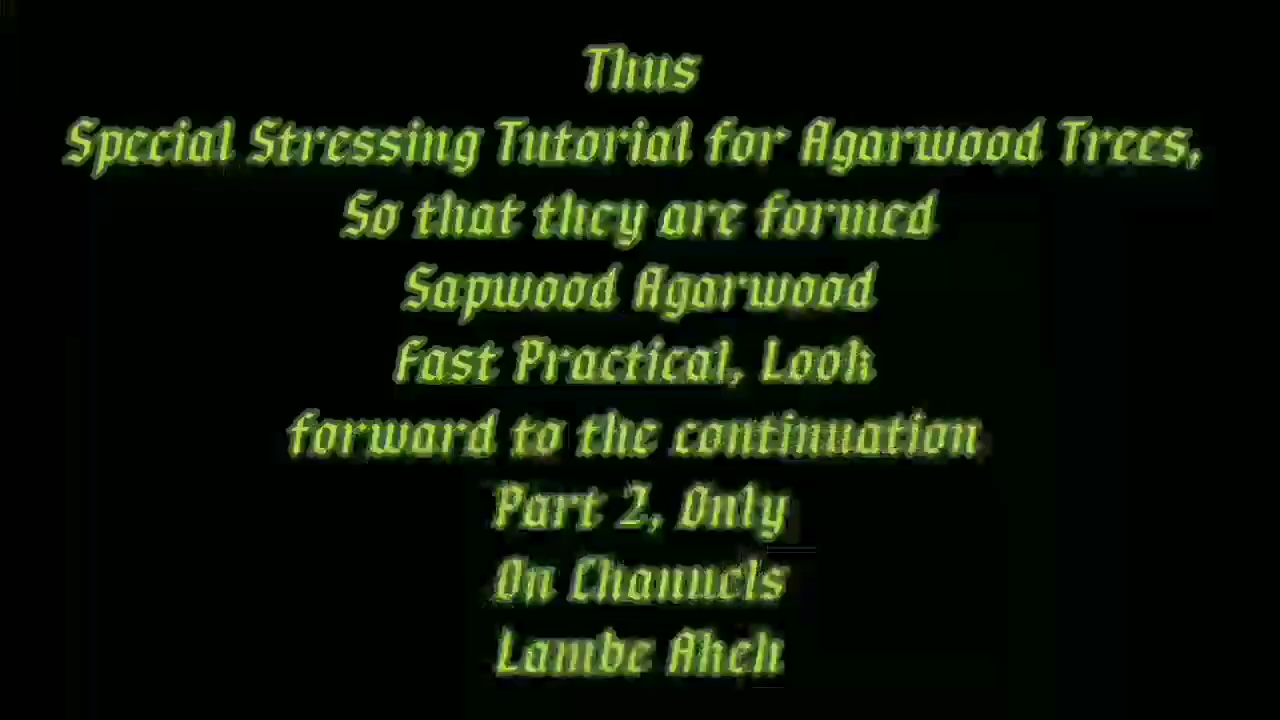 Thus
Special Stressing Tutorial for Agarwood Trees,
So that they are formed
Sapwood Agarwood
Fast Practical, Look
forward to the continuation
Part 2, Only
On Channels
Lambe Akeh